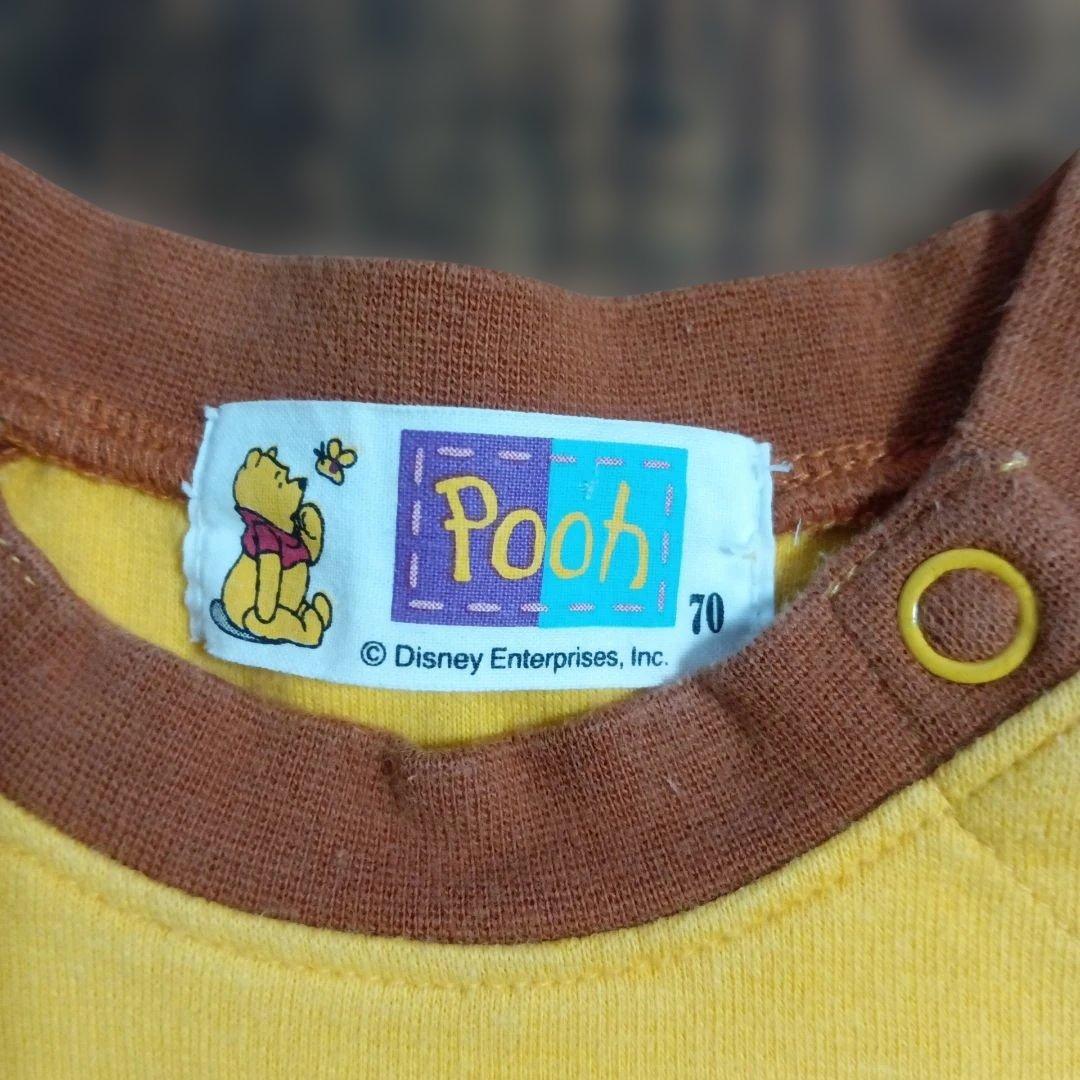 Pooh
70
© Disney Enterprises, Inc.